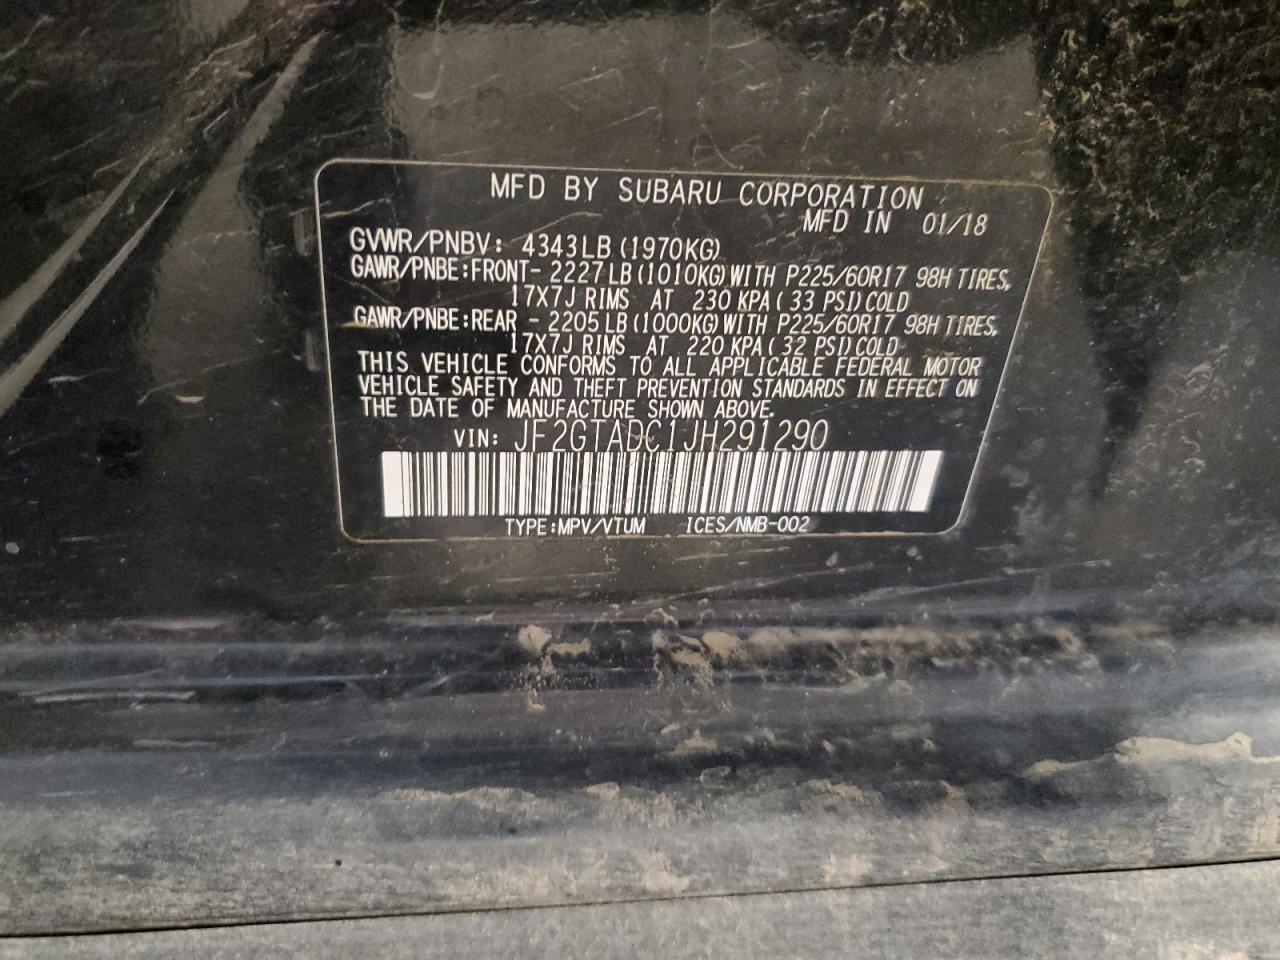 MFD BY SUBARU CORPORATION
MFD IN 01/18
GVWR/PNBV: 4343LB (1970KG)
GAWR/PNBE:FRONT- 2227LB (1010KG) WITH P225/60R17 98H TIRES,
17X7J RIMS AT 230 KPA ( 33 PSI) COLD
GAWR/PNBE:REAR - 2205LB (1000KG) WITH P225/60R17 98H TIRES,
17X7J RIMS AT 220 KPA ( 32 PSI) COLD
THIS VEHICLE CONFORMS TO ALL APPLICABLE FEDERAL MOTOR
VEHICLE SAFETY AND THEFT PREVENTION STANDARDS IN EFFECT ON
THE DATE OF MANUFACTURE SHOWN ABOVE.
VIN: JF2GTADC1JH291290
TYPE:MPV/VTUM ICES/NMB-002